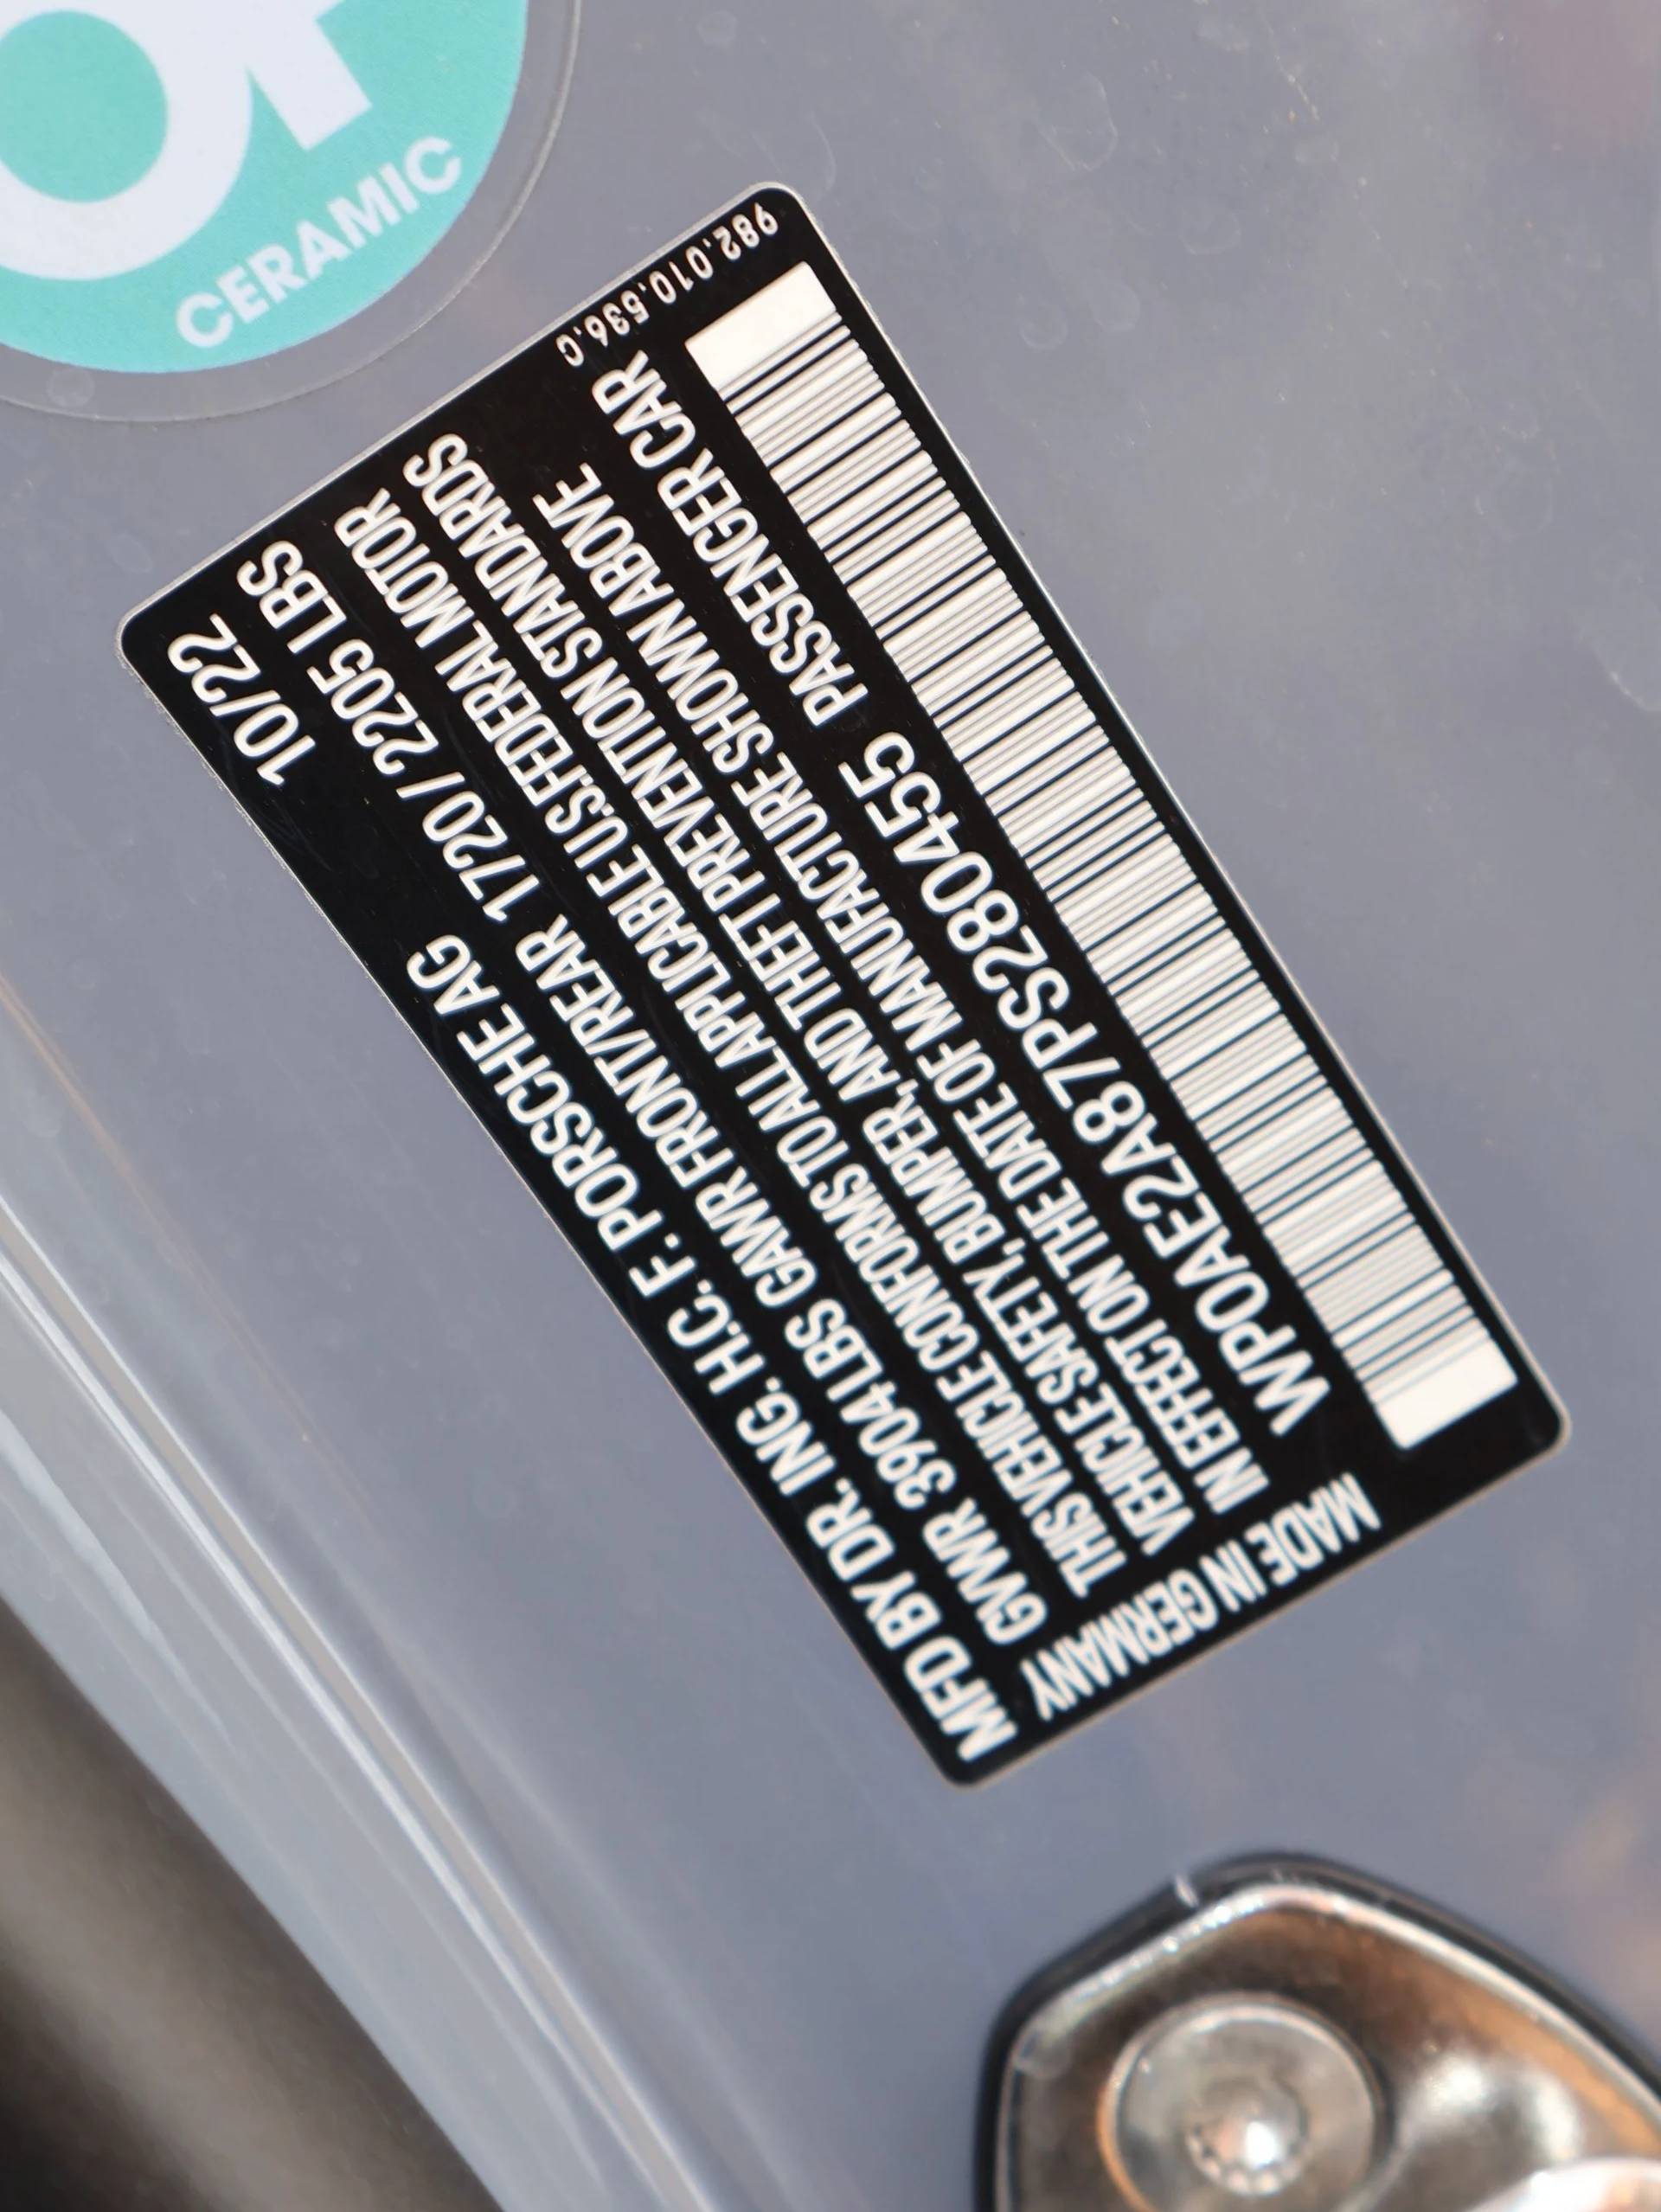 CERAMIC
MFD BY DR. ING. H.C. F. PORSCHE AG 10/22
GVWR 3904 LBS GAWR FRONT/REAR 1720 / 2205 LBS
THIS VEHICLE CONFORMS TO ALL APPLICABLE U.S. FEDERAL MOTOR
VEHICLE SAFETY, BUMPER, AND THEFT PREVENTION STANDARDS
IN EFFECT ON THE DATE OF MANUFACTURE SHOWN ABOVE
WP0AE2A87PS280455 PASSENGER CAR
MADE IN GERMANY
982.010.536.G